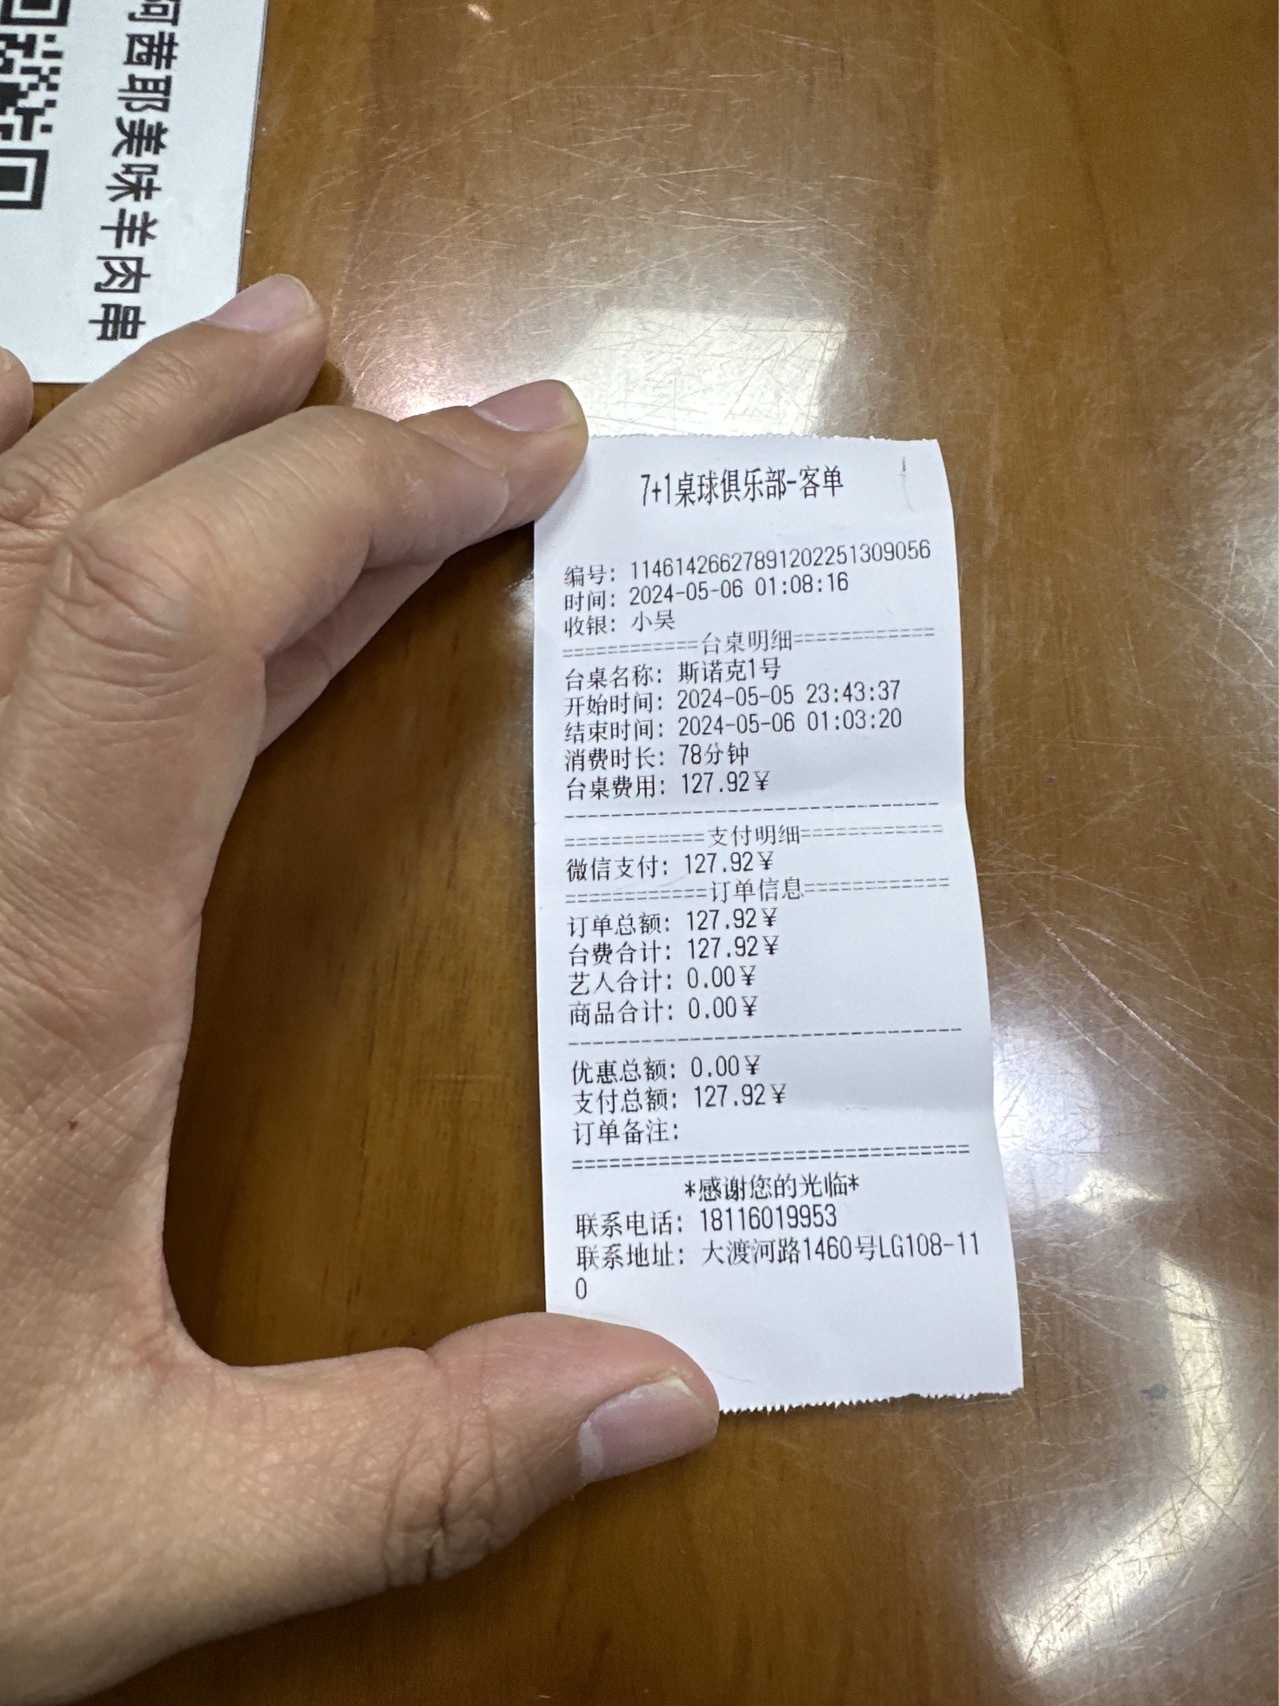 阿茜耶美味羊肉串
7+1桌球俱乐部-客单
编号: 11461426627891202251309056
时间: 2024-05-06 01:08:16
收银: 小吴
===========台桌明细===========
台桌名称: 斯诺克1号
开始时间: 2024-05-05 23:43:37
结束时间: 2024-05-06 01:03:20
消费时长: 78分钟
台桌费用: 127.92¥
--------------------------------
===========支付明细===========
微信支付: 127.92¥
===========订单信息===========
订单总额: 127.92¥
台费合计: 127.92¥
艺人合计: 0.00¥
商品合计: 0.00¥
--------------------------------
优惠总额: 0.00¥
支付总额: 127.92¥
订单备注:
================================
*感谢您的光临*
联系电话: 18116019953
联系地址: 大渡河路1460号LG108-11
0